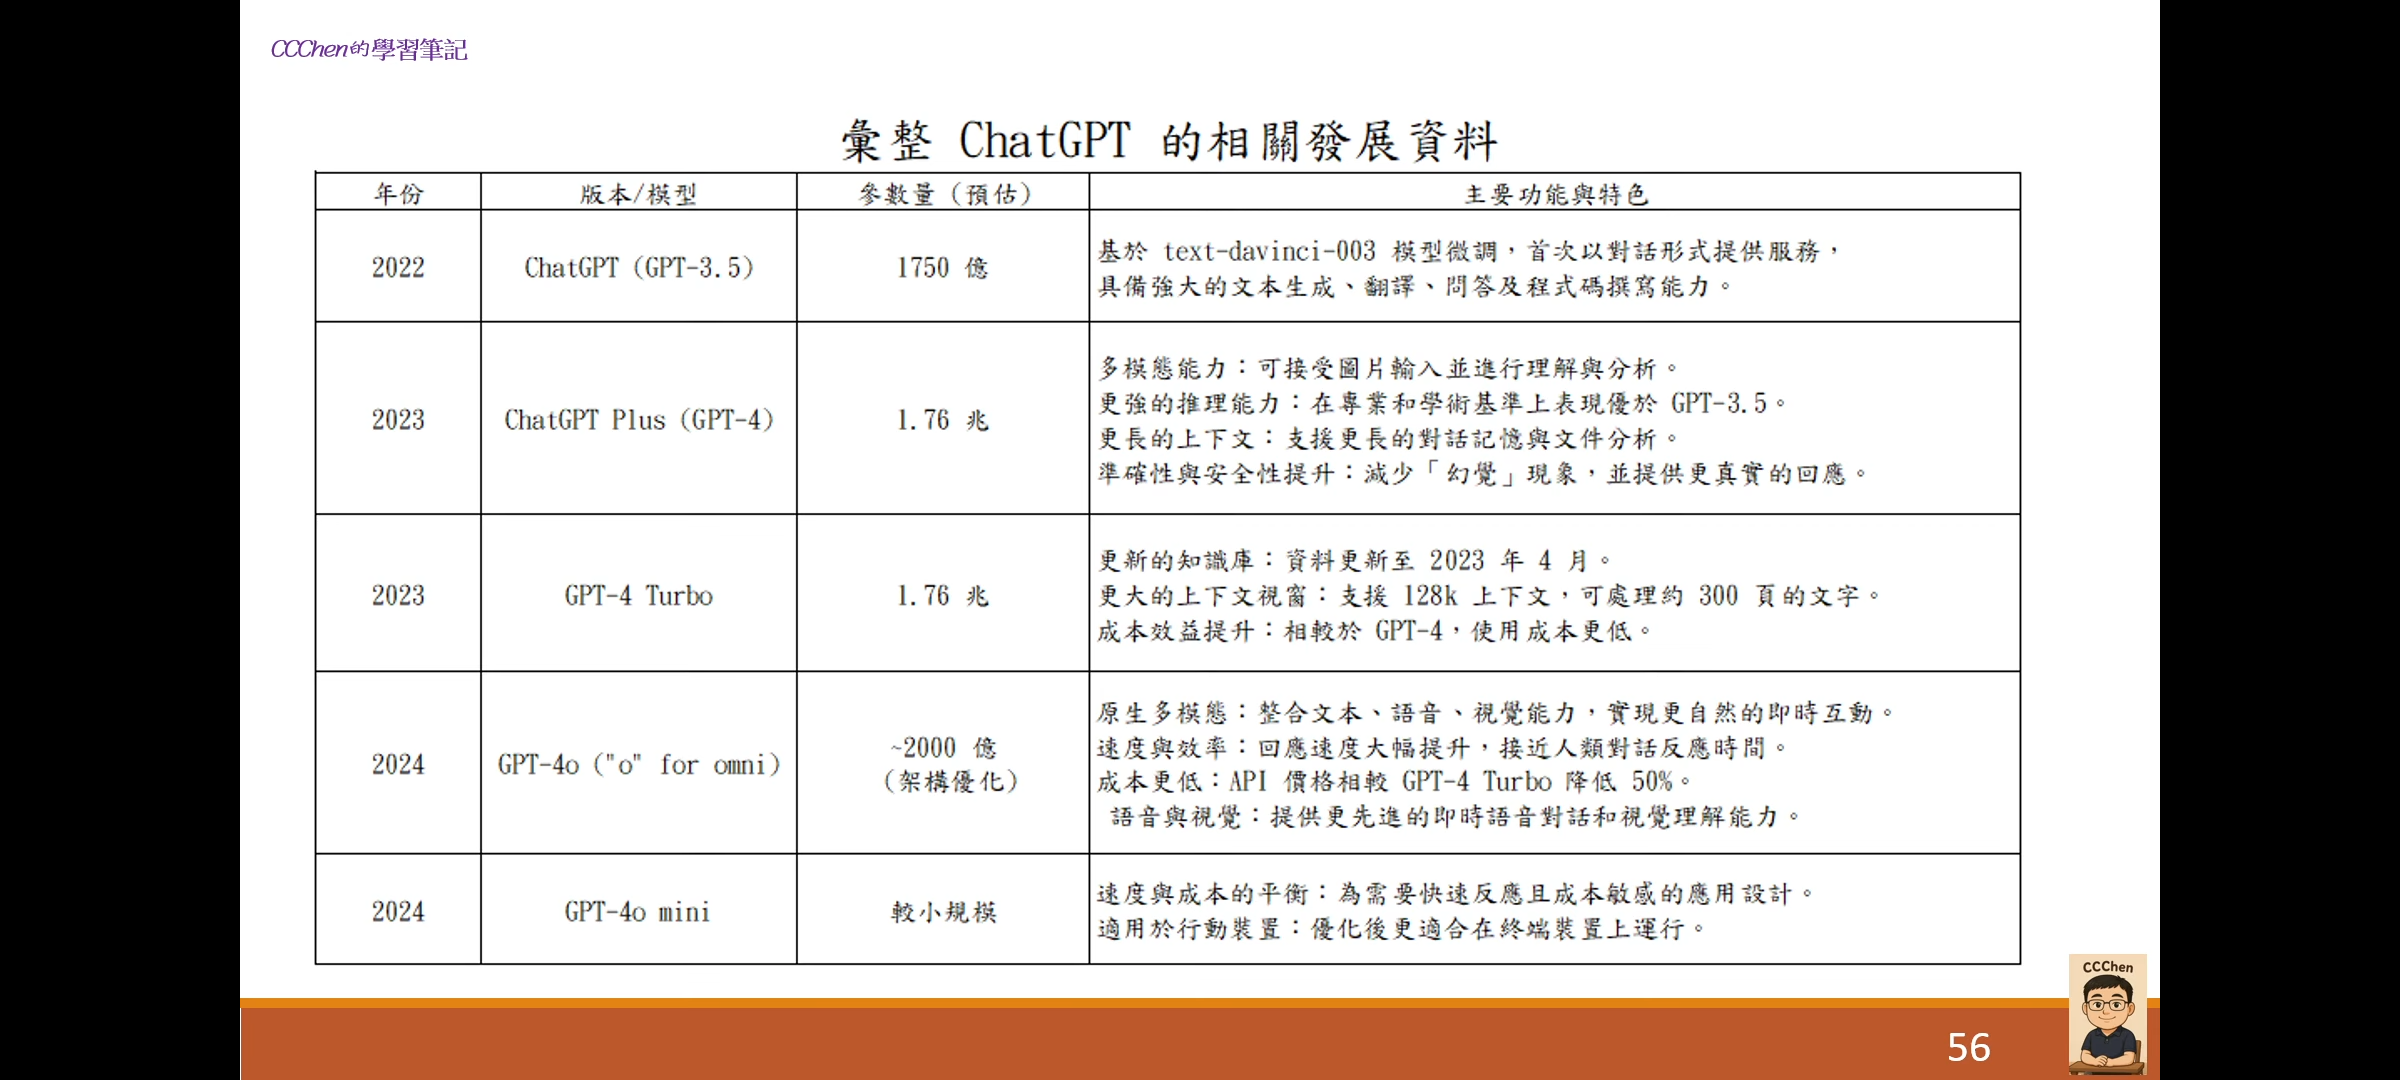 CCChen的學習筆記
彙整 ChatGPT 的相關發展資料
年份 版本/模型 參數量（預估） 主要功能與特色
2022 ChatGPT (GPT-3.5) 1750 億
基於 text-davinci-003 模型微調，首次以對話形式提供服務，
具備強大的文本生成、翻譯、問答及程式碼撰寫能力。
2023 ChatGPT Plus (GPT-4) 1.76 兆
多模態能力：可接受圖片輸入並進行理解與分析。
更強的推理能力：在專業和學術基準上表現優於 GPT-3.5。
更長的上下文：支援更長的對話記憶與文件分析。
準確性與安全性提升：減少「幻覺」現象，並提供更真實的回應。
2023 GPT-4 Turbo 1.76 兆
更新的知識庫：資料更新至 2023 年 4 月。
更大的上下文視窗：支援 128k 上下文，可處理約 300 頁的文字。
成本效益提升：相較於 GPT-4，使用成本更低。
2024 GPT-4o ("o" for omni) ~2000 億
（架構優化）
原生多模態：整合文本、語音、視覺能力，實現更自然的即時互動。
速度與效率：回應速度大幅提升，接近人類對話反應時間。
成本更低：API 價格相較 GPT-4 Turbo 降低 50%。
語音與視覺：提供更先進的即時語音對話和視覺理解能力。
2024 GPT-4o mini 較小規模
速度與成本的平衡：為需要快速反應且成本敏感的應用設計。
適用於行動裝置：優化後更適合在終端裝置上運行。
CCChen
56